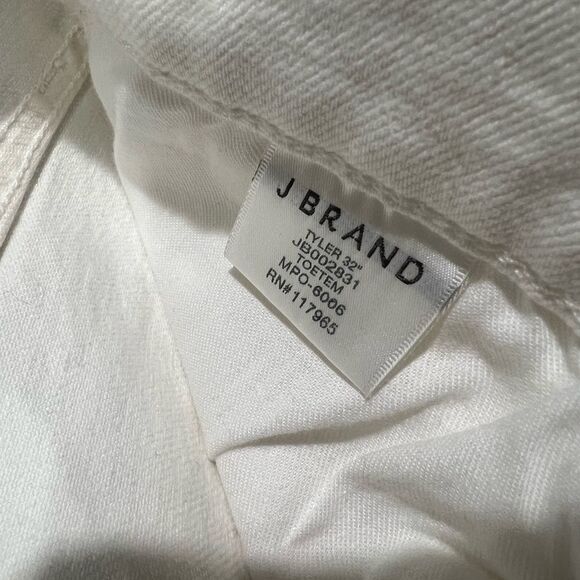 J BRAND
TYLER 32"
JB002831
TOETEM
MPO-6006
RN# 117965